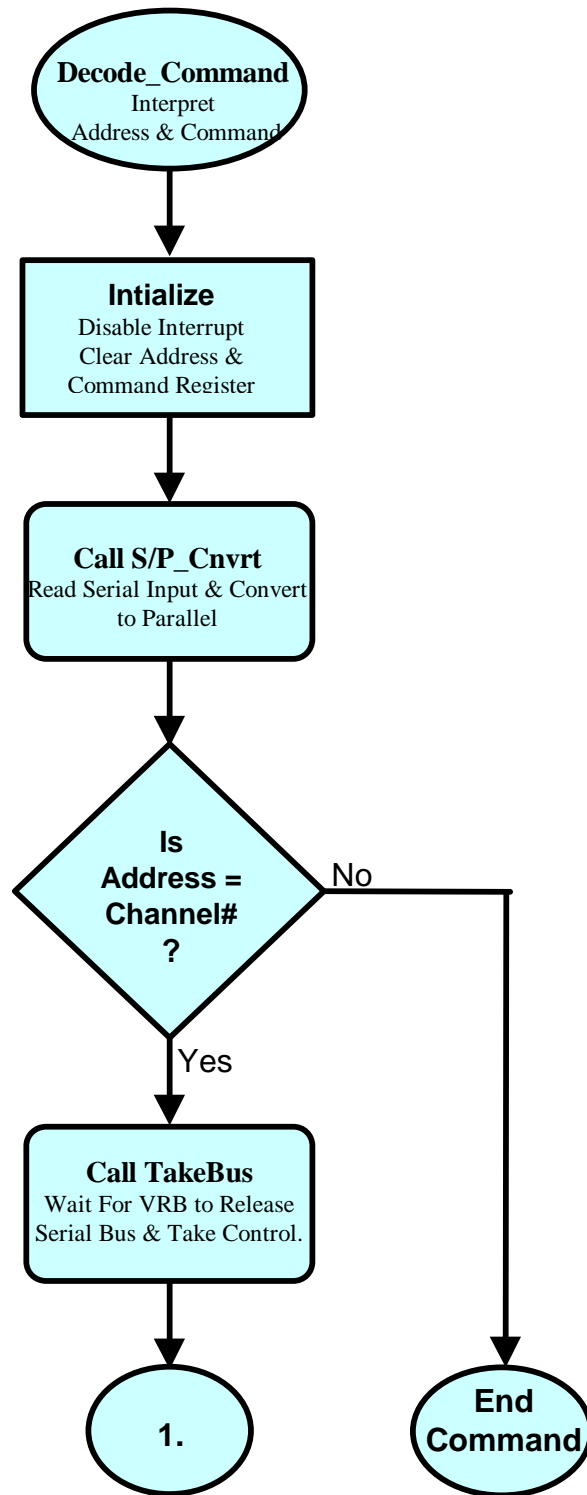 Decode_Command
Interpret
Address & Command
Intialize
Disable Interrupt
Clear Address &
Command Register
Call S/P_Cnvrt
Read Serial Input & Convert
to Parallel
Is
Address =
Channel#
?
No
Yes
Call TakeBus
Wait For VRB to Release
Serial Bus & Take Control.
1.
End
Command